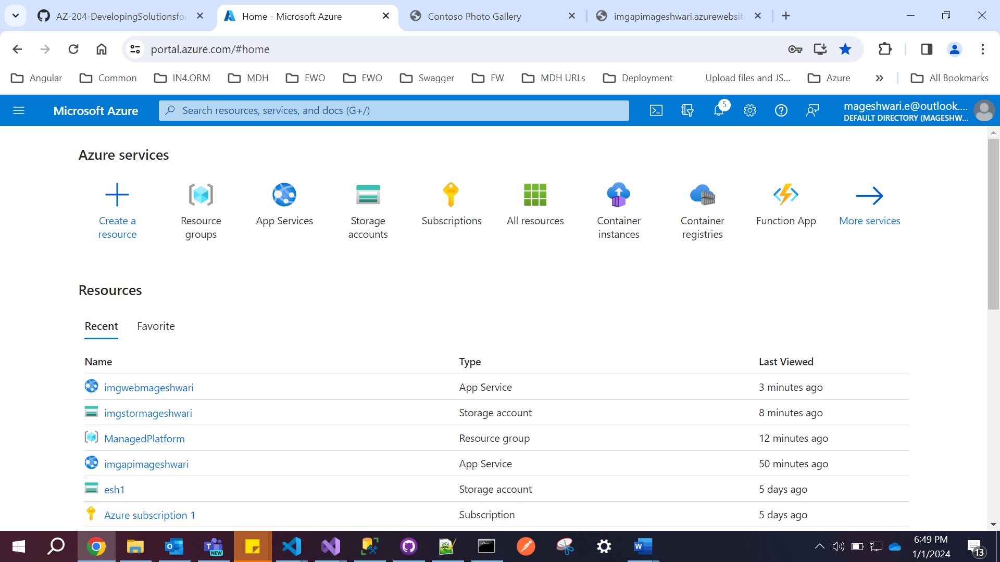 AZ-204-DevelopingSolutionsfor
Home - Microsoft Azure
Contoso Photo Gallery
imgapimageshwari.azurewebsite
portal.azure.com/#home
Angular
Common
IN4.ORM
MDH
EWO
EWO
Swagger
FW
MDH URLs
Deployment
Upload files and JS...
Azure
All Bookmarks
Microsoft Azure
Search resources, services, and docs (G+/)
5
mageshwari.e@outlook....
DEFAULT DIRECTORY (MAGESHW...
Azure services
Create a
resource
Resource
groups
App Services
Storage
accounts
Subscriptions
All resources
Container
instances
Container
registries
Function App
More services
Resources
Recent
Favorite
Name Type Last Viewed
imgwebmageshwari App Service 3 minutes ago
imgstormageshwari Storage account 8 minutes ago
ManagedPlatform Resource group 12 minutes ago
imgapimageshwari App Service 50 minutes ago
esh1 Storage account 5 days ago
Azure subscription 1 Subscription 5 days ago
NEW
6:49 PM
1/1/2024
13